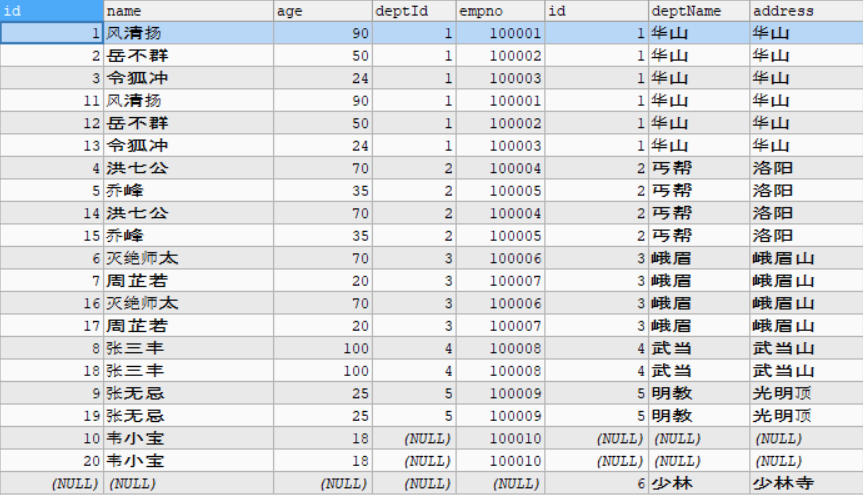 id name age deptId empno id deptName address
1 风清扬 90 1 100001 1 华山 华山
2 岳不群 50 1 100002 1 华山 华山
3 令狐冲 24 1 100003 1 华山 华山
11 风清扬 90 1 100001 1 华山 华山
12 岳不群 50 1 100002 1 华山 华山
13 令狐冲 24 1 100003 1 华山 华山
4 洪七公 70 2 100004 2 丐帮 洛阳
5 乔峰 35 2 100005 2 丐帮 洛阳
14 洪七公 70 2 100004 2 丐帮 洛阳
15 乔峰 35 2 100005 2 丐帮 洛阳
6 灭绝师太 70 3 100006 3 峨眉 峨眉山
7 周芷若 20 3 100007 3 峨眉 峨眉山
16 灭绝师太 70 3 100006 3 峨眉 峨眉山
17 周芷若 20 3 100007 3 峨眉 峨眉山
8 张三丰 100 4 100008 4 武当 武当山
18 张三丰 100 4 100008 4 武当 武当山
9 张无忌 25 5 100009 5 明教 光明顶
19 张无忌 25 5 100009 5 明教 光明顶
10 韦小宝 18 (NULL) 100010 (NULL) (NULL) (NULL)
20 韦小宝 18 (NULL) 100010 (NULL) (NULL) (NULL)
(NULL) (NULL) (NULL) (NULL) (NULL) 6 少林 少林寺